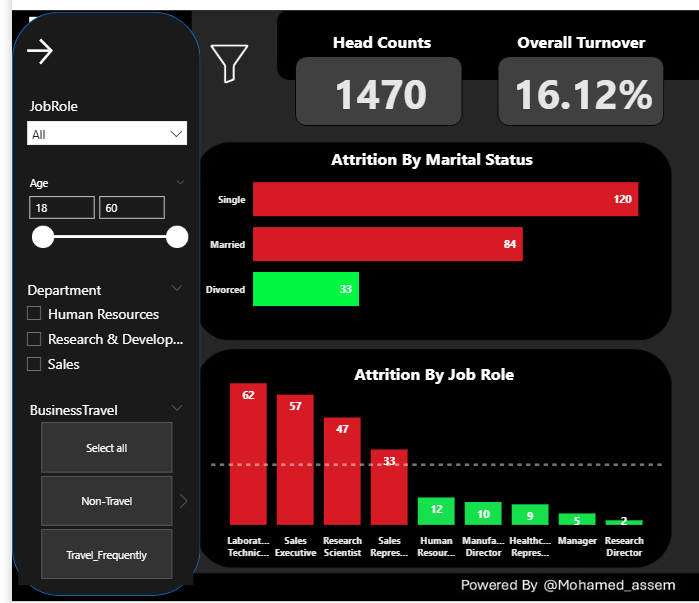 JobRole
All
Age
18 60
Department
Human Resources
Research & Develop...
Sales
BusinessTravel
Select all
Non-Travel
Travel_Frequently
Head Counts
1470
Overall Turnover
16.12%
Attrition By Marital Status
Single 120
Married 84
Divorced 33
Attrition By Job Role
62 57 47 33 12 10 9 5 2
Laborat... Technic...
Sales Executive
Research Scientist
Sales Repres...
Human Resour...
Manufa... Director
Healthc... Repres...
Manager
Research Director
Powered By @Mohamed_assem